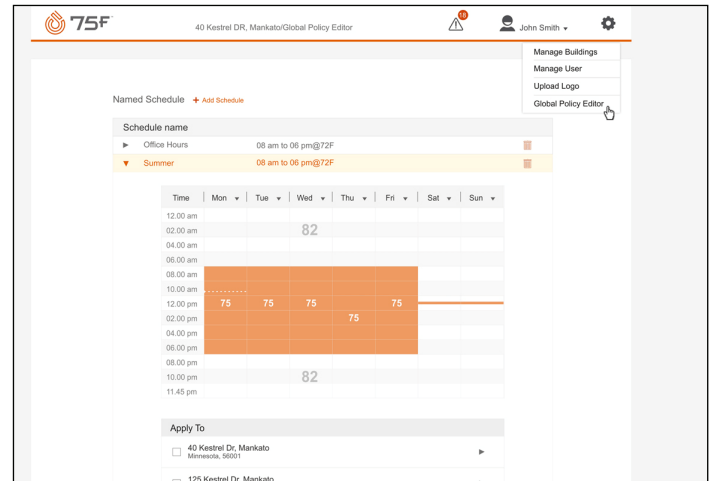 75F
40 Kestrel DR, Mankato/Global Policy Editor
18
John Smith
Manage Buildings
Manage User
Upload Logo
Global Policy Editor
Named Schedule + Add Schedule
Schedule name
Office Hours 08 am to 06 pm@72F
Summer 08 am to 06 pm@72F
Time Mon Tue Wed Thu Fri Sat Sun
12.00 am
02.00 am 82
04.00 am
06.00 am
08.00 am
10.00 am
12.00 pm 75 75 75 75
02.00 pm 75
04.00 pm
06.00 pm
08.00 pm
10.00 pm 82
11.45 pm
Apply To
40 Kestrel Dr, Mankato
Minnesota, 56001
125 Kestrel Dr, Mankato